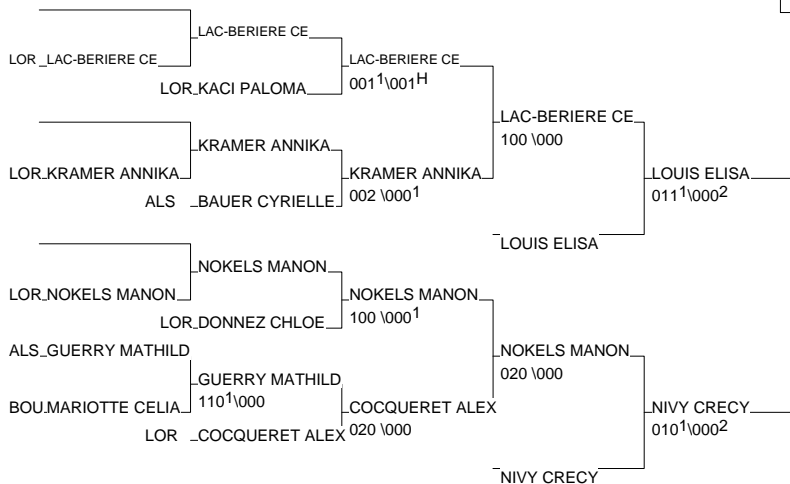 LAC-BERIERE CE
LOR LAC-BERIERE CE
LAC-BERIERE CE
LOR KACI PALOMA
001¹\001ᴴ
LAC-BERIERE CE
100 \000
KRAMER ANNIKA
LOR KRAMER ANNIKA
KRAMER ANNIKA
LOUIS ELISA
ALS BAUER CYRIELLE
002 \000¹
011¹\000²
LOUIS ELISA
NOKELS MANON
LOR NOKELS MANON
NOKELS MANON
LOR DONNEZ CHLOE
100 \000¹
ALS GUERRY MATHILD
NOKELS MANON
020 \000
GUERRY MATHILD
110¹\000
BOU MARIOTTE CELIA
COCQUERET ALEX
NIVY CRECY
010¹\000²
LOR COCQUERET ALEX
020 \000
NIVY CRECY